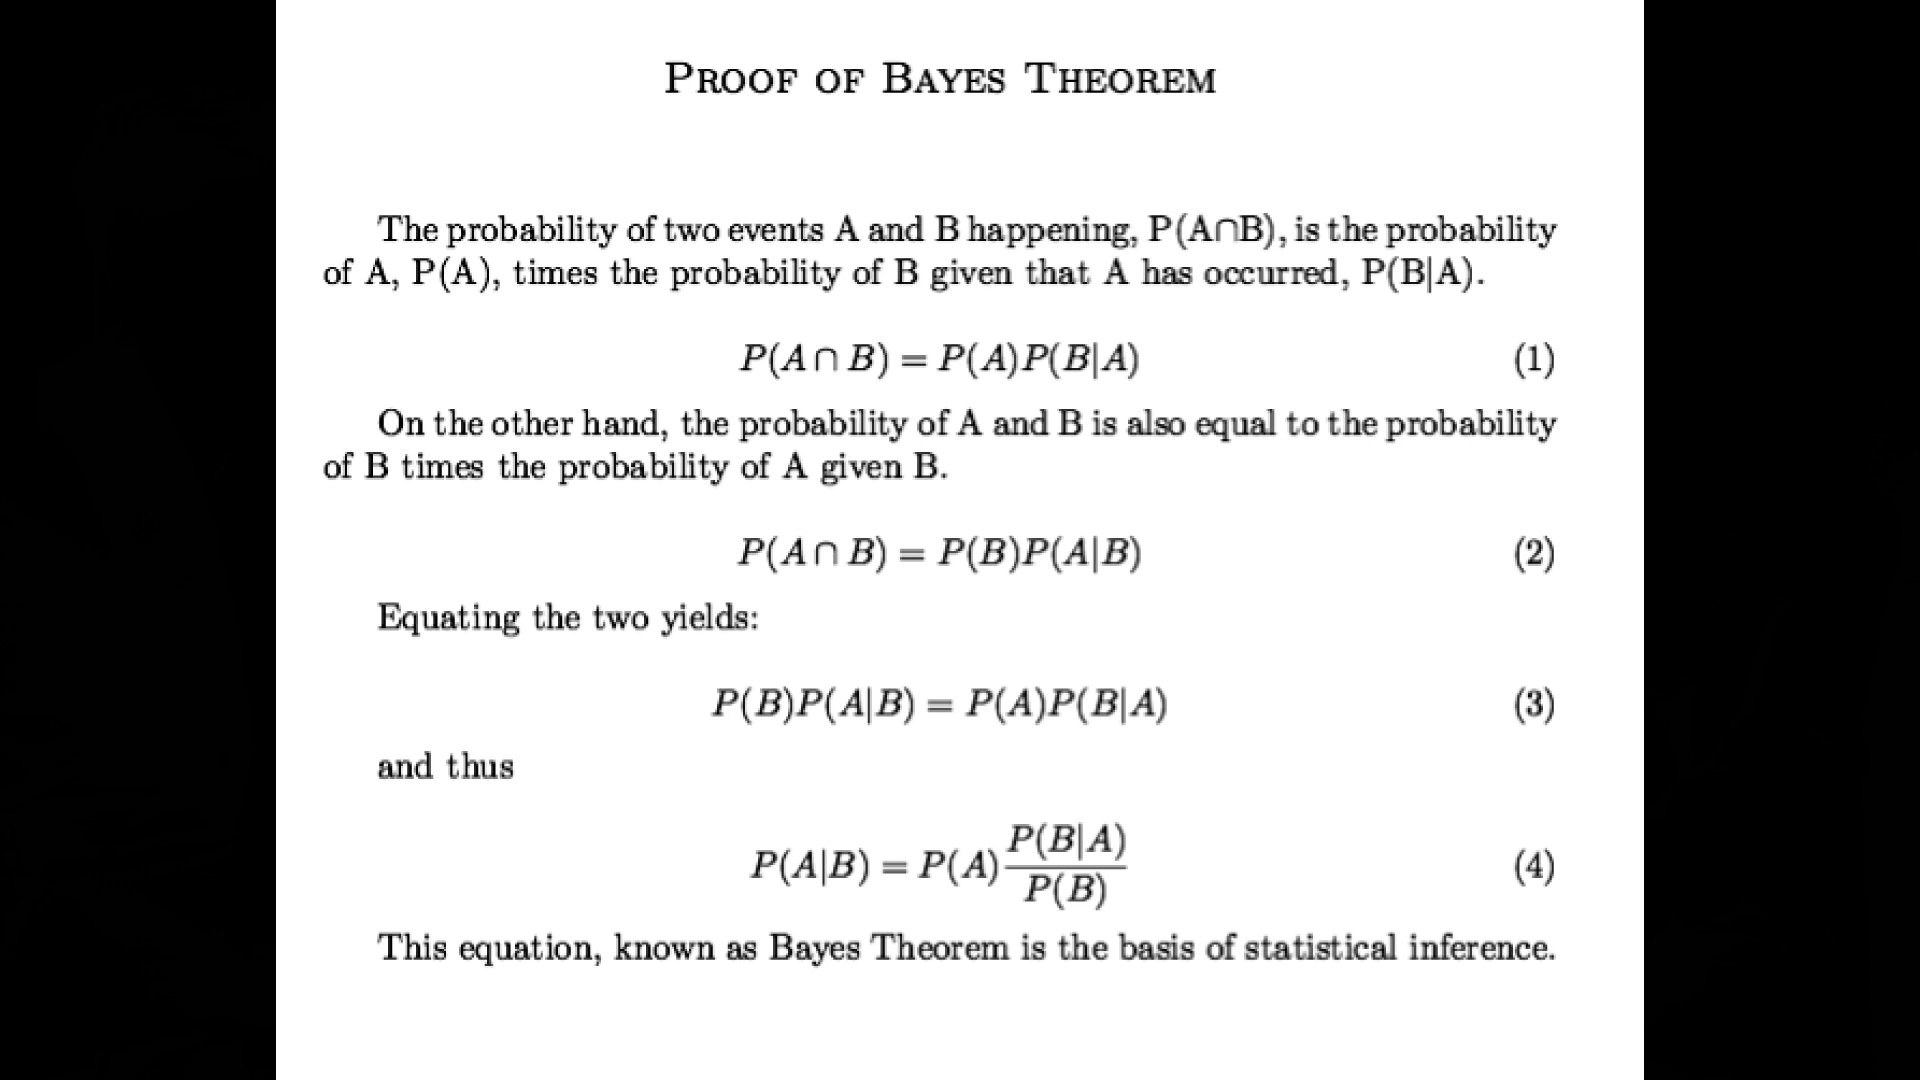 PROOF OF BAYES THEOREM
The probability of two events A and B happening, P(A∩B), is the probability
of A, P(A), times the probability of B given that A has occurred, P(B|A).
P(A ∩ B) = P(A)P(B|A) (1)
On the other hand, the probability of A and B is also equal to the probability
of B times the probability of A given B.
P(A ∩ B) = P(B)P(A|B) (2)
Equating the two yields:
P(B)P(A|B) = P(A)P(B|A) (3)
and thus
P(A|B) = P(A) P(B|A) / P(B) (4)
This equation, known as Bayes Theorem is the basis of statistical inference.